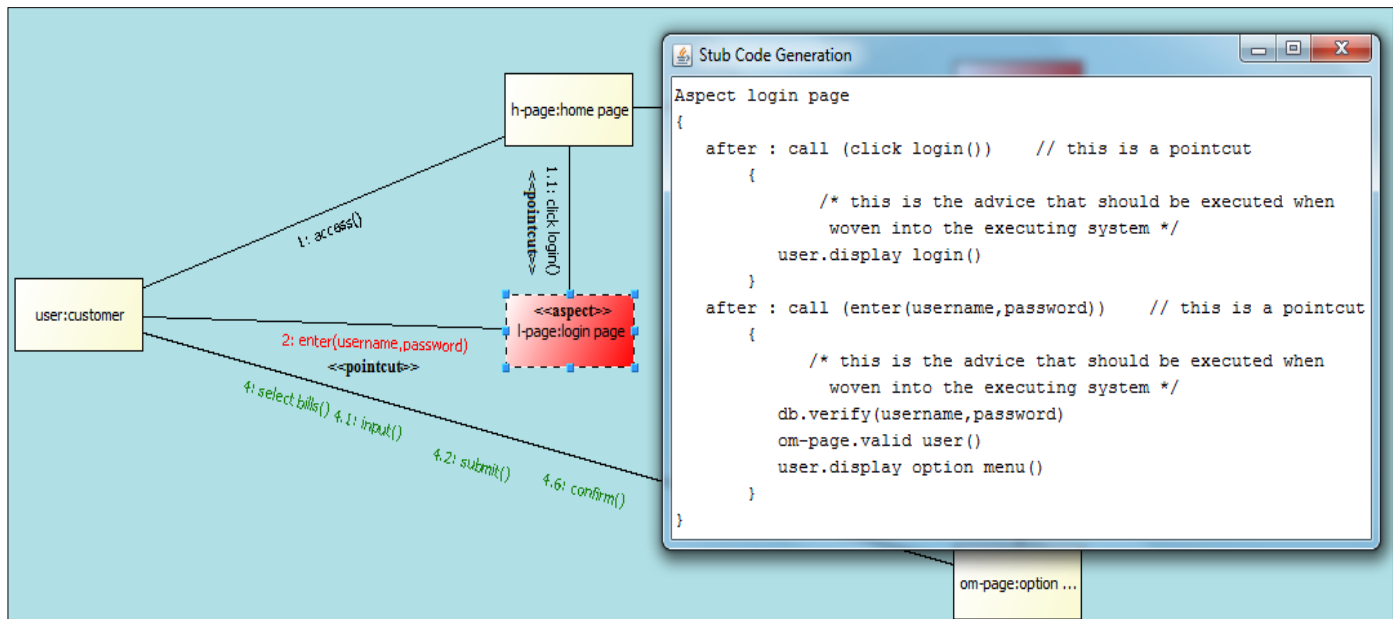 h-page:home page
1.1: click login()
<<pointcut>>
1: access()
user:customer
<<aspect>>
l-page:login page
2: enter(username,password)
<<pointcut>>
4: select bills()
4.1: input()
4.2: submit()
4.6: confirm()
om-page:option ...
Stub Code Generation
Aspect login page
{
after : call (click login()) // this is a pointcut
{
/* this is the advice that should be executed when
woven into the executing system */
user.display login()
}
after : call (enter(username,password)) // this is a pointcut
{
/* this is the advice that should be executed when
woven into the executing system */
db.verify(username,password)
om-page.valid user()
user.display option menu()
}
}